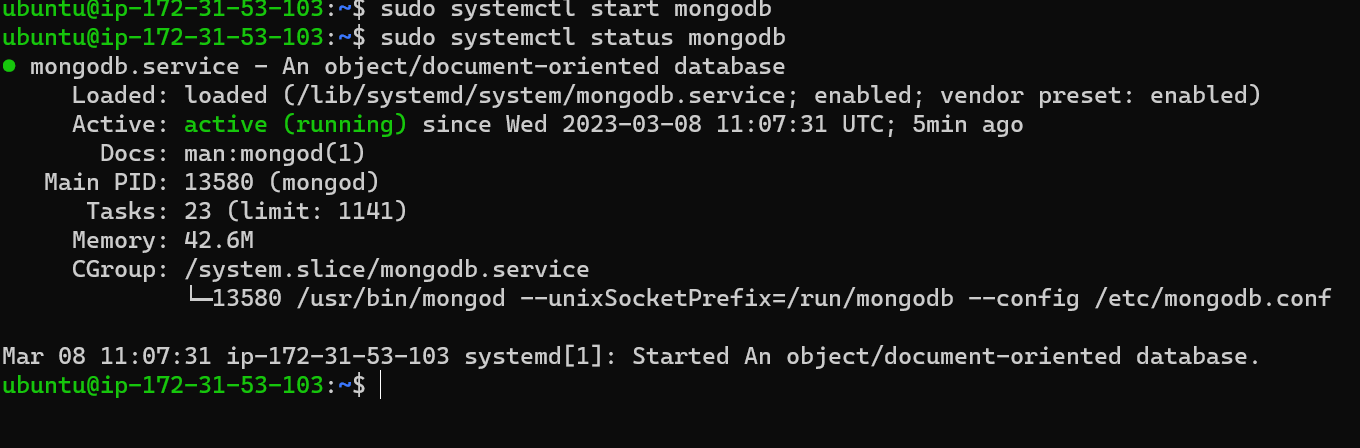 ubuntu@ip-172-31-53-103:~$ sudo systemctl start mongodb
ubuntu@ip-172-31-53-103:~$ sudo systemctl status mongodb
● mongodb.service - An object/document-oriented database
     Loaded: loaded (/lib/systemd/system/mongodb.service; enabled; vendor preset: enabled)
     Active: active (running) since Wed 2023-03-08 11:07:31 UTC; 5min ago
       Docs: man:mongod(1)
   Main PID: 13580 (mongod)
      Tasks: 23 (limit: 1141)
     Memory: 42.6M
     CGroup: /system.slice/mongodb.service
             └─13580 /usr/bin/mongod --unixSocketPrefix=/run/mongodb --config /etc/mongodb.conf
Mar 08 11:07:31 ip-172-31-53-103 systemd[1]: Started An object/document-oriented database.
ubuntu@ip-172-31-53-103:~$